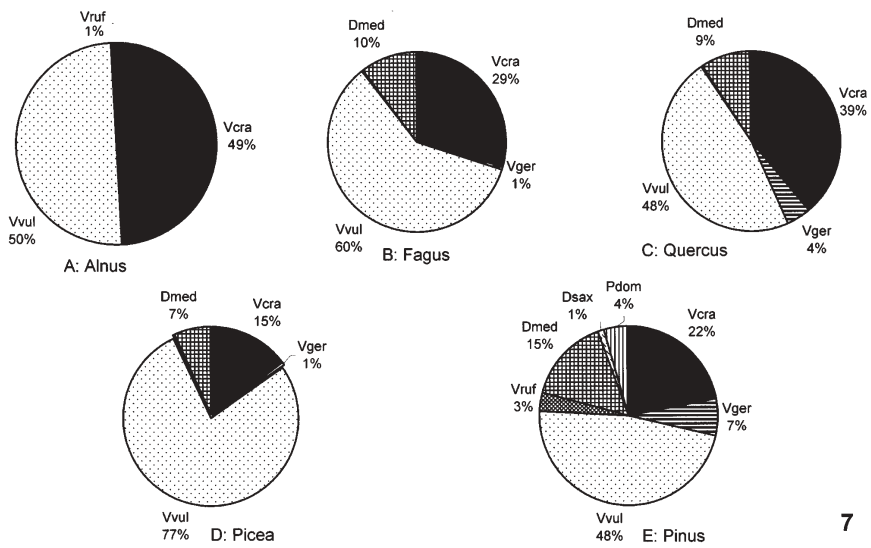 Vruf
1%
Vcra
49%
Vvul
50%
A: Alnus
Dmed
10%
Vcra
29%
Vger
1%
Vvul
60%
B: Fagus
Dmed
9%
Vcra
39%
Vvul
48%
Vger
4%
C: Quercus
Dmed
7%
Vcra
15%
Vger
1%
Vvul
77%
D: Picea
Dsax
1%
Pdom
4%
Vcra
22%
Dmed
15%
Vruf
3%
Vger
7%
Vvul
48%
E: Pinus
7